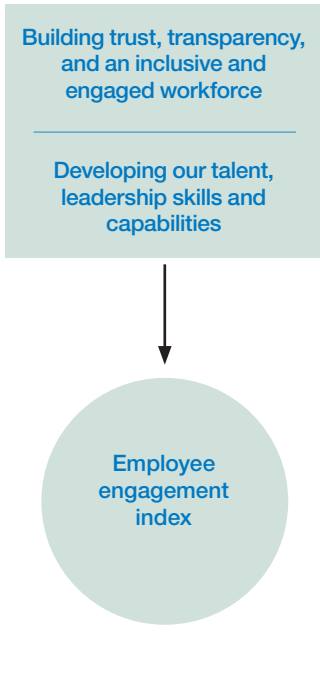 Building trust, transparency,
and an inclusive and
engaged workforce
Developing our talent,
leadership skills and
capabilities
Employee
engagement
index